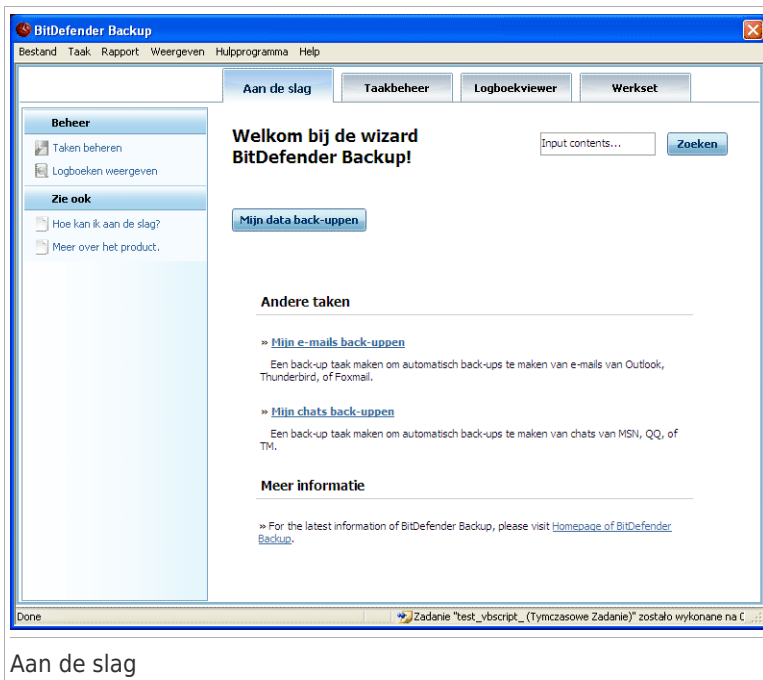 BitDefender Backup
Bestand Taak Rapport Weergeven Hulpprogramma Help
Aan de slag Taakbeheer Logboekviewer Werkset
Beheer
Taken beheren
Logboeken weergeven
Zie ook
Hoe kan ik aan de slag?
Meer over het product.
Welkom bij de wizard
BitDefender Backup!
Input contents... Zoeken
Mijn data back-uppen
Andere taken
» Mijn e-mails back-uppen
Een back-up taak maken om automatisch back-ups te maken van e-mails van Outlook,
Thunderbird, of Foxmail.
» Mijn chats back-uppen
Een back-up taak maken om automatisch back-ups te maken van chats van MSN, QQ, of
TM.
Meer informatie
» For the latest information of BitDefender Backup, please visit Homepage of BitDefender
Backup.
Done Zadanie "test_vbscript_ (Tymczasowe Zadanie)" zostało wykonane na
Aan de slag